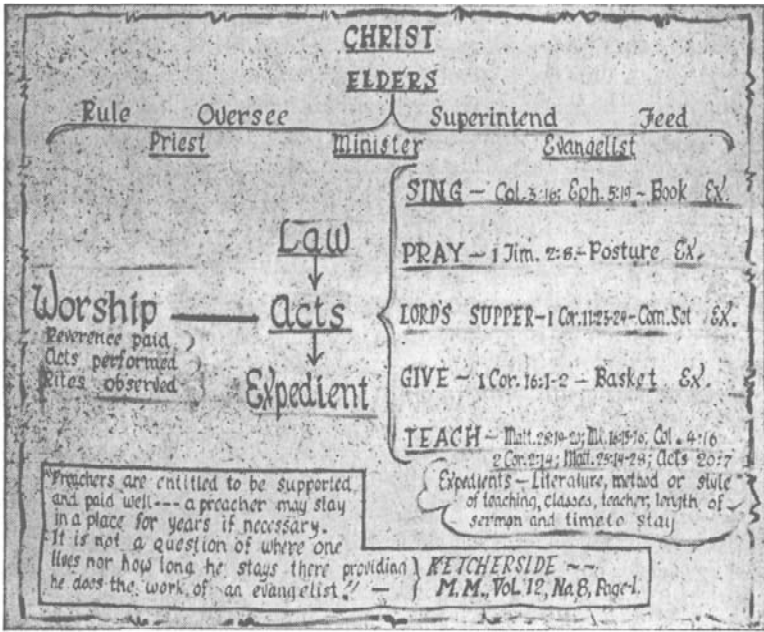 CHRIST
ELDERS
Rule Oversee Superintend Feed
Priest Minister Evangelist
SING – Col. 3:16; Eph. 5:19 – Book Ex.
Law
PRAY – 1 Tim. 2:8 – Posture Ex.
Worship Acts
LORD'S SUPPER – 1 Cor. 11:23-29 – Com. Set Ex.
Reverence paid
Acts performed
Rites observed
Expedient
GIVE – 1 Cor. 16:1-2 – Basket Ex.
TEACH – Matt. 28:19-20; Mk. 16:15-16; Col. 4:16
2 Cor. 2:14; Matt. 25:14-28; Acts 20:7
Expedients – Literature, method or style
of teaching, classes, teacher, length of
sermon and time to stay
"Preachers are entitled to be supported
and paid well --- a preacher may stay
in a place for years if necessary.
It is not a question of where one
lives nor how long he stays there providing
he does the work of an evangelist." –
KETCHERSIDE ~~
M. M., Vol. 12, No. 8, Page-1.